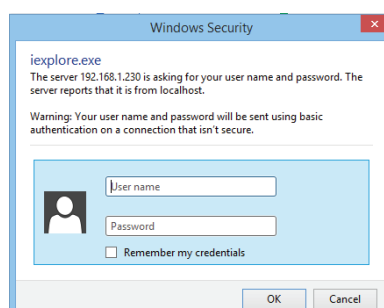 Windows Security
iexplore.exe
The server 192.168.1.230 is asking for your user name and password. The
server reports that it is from localhost.
Warning: Your user name and password will be sent using basic
authentication on a connection that isn't secure.
User name
Password
Remember my credentials
OK Cancel